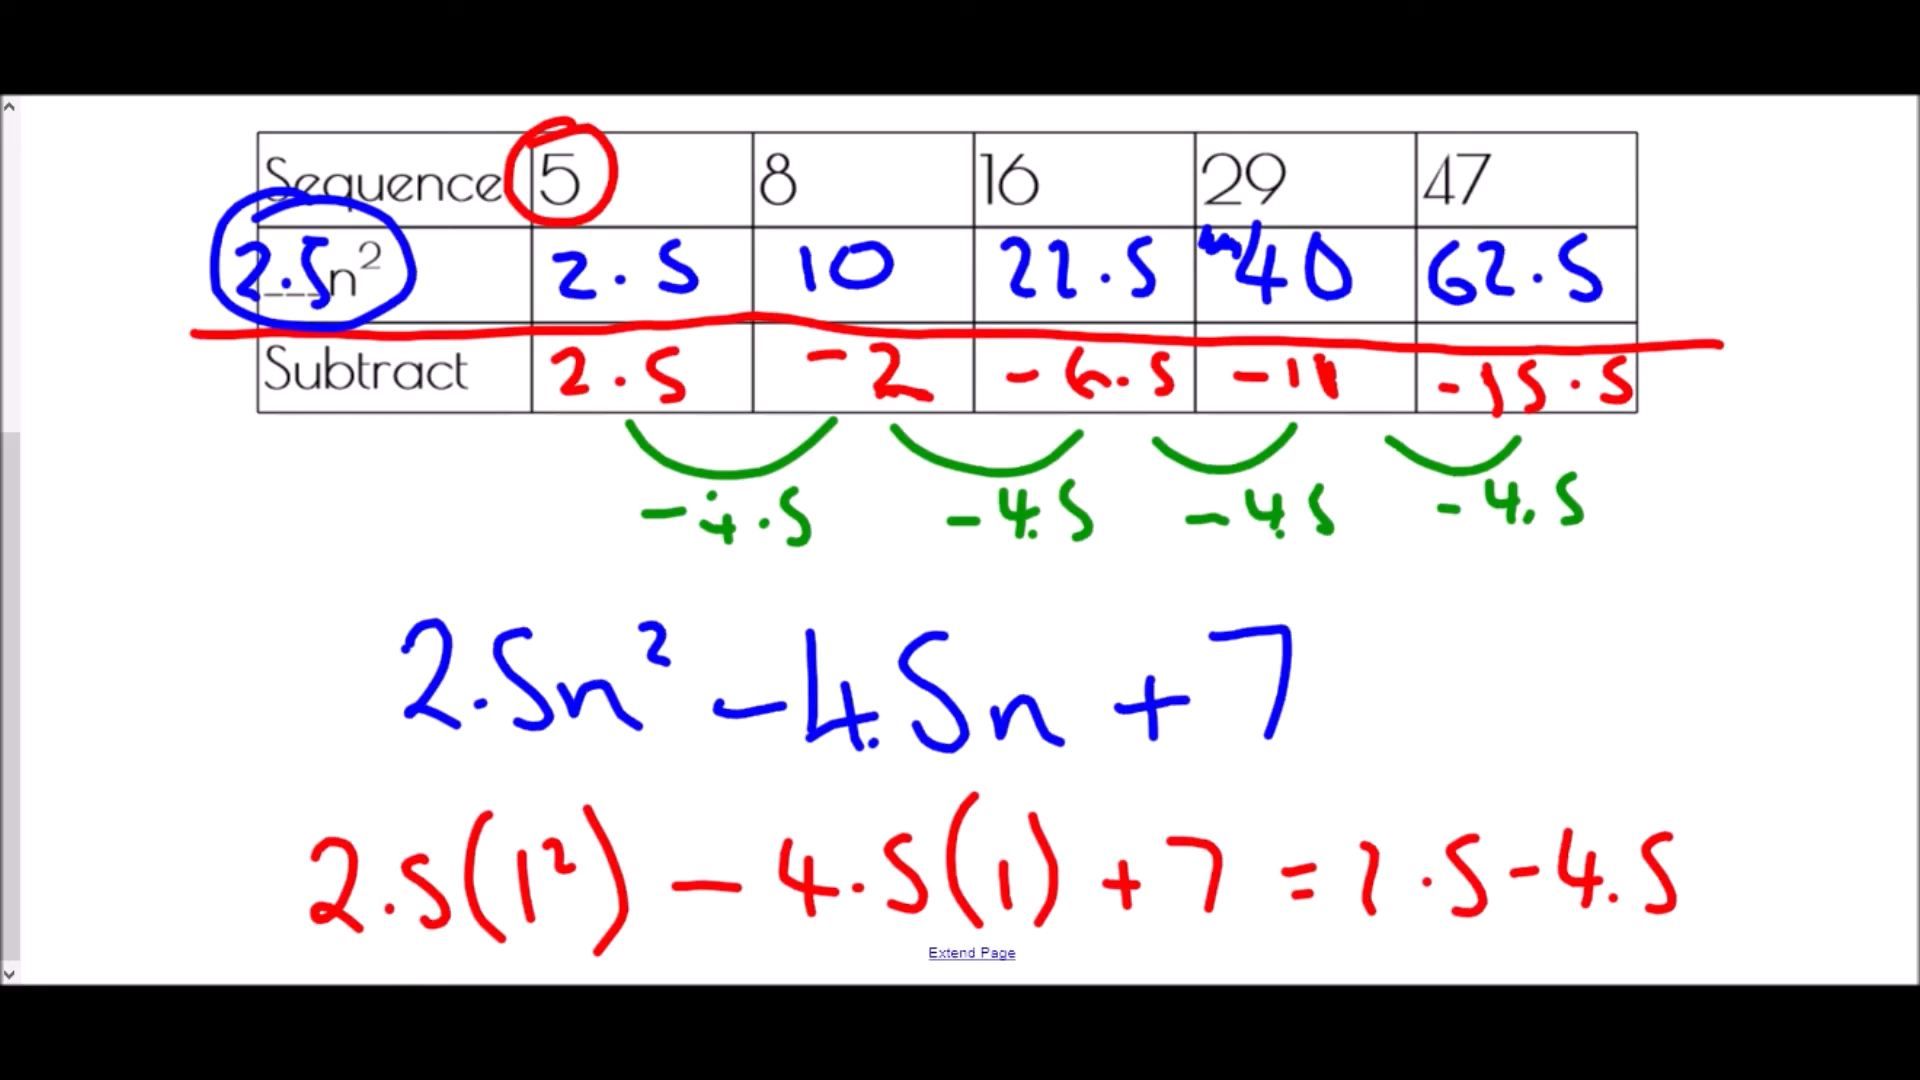 Sequence 5 8 16 29 47
2.5n² 2.5 10 22.5 40 62.5
Subtract 2.5 -2 -6.5 -11 -15.5
-4.5 -4.5 -4.5 -4.5
2.5n² - 4.5n + 7
2.5(1²) - 4.5(1) + 7 = 2.5 - 4.5
Extend Page